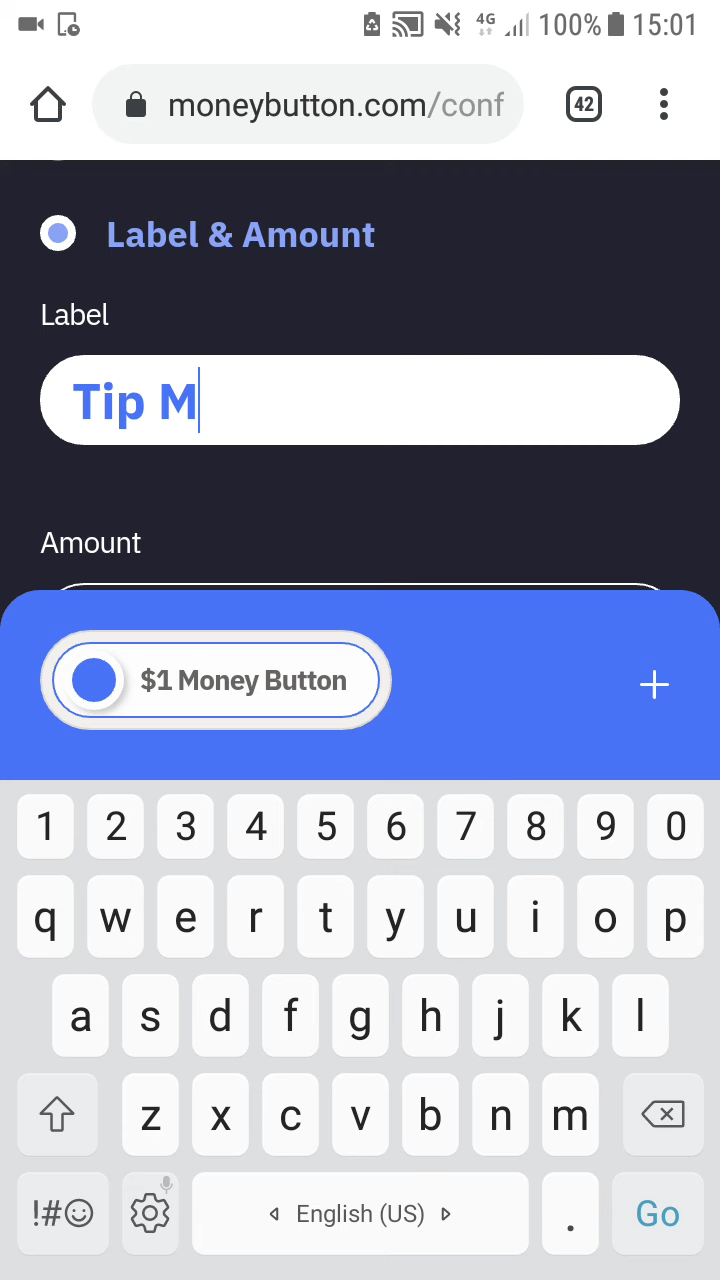 4G 100% 15:01
moneybutton.com/conf 42
Label & Amount
Label
Tip M
Amount
$1 Money Button
1 2 3 4 5 6 7 8 9 0
q w e r t y u i o p
a s d f g h j k l
z x c v b n m
!#☺ English (US) . Go